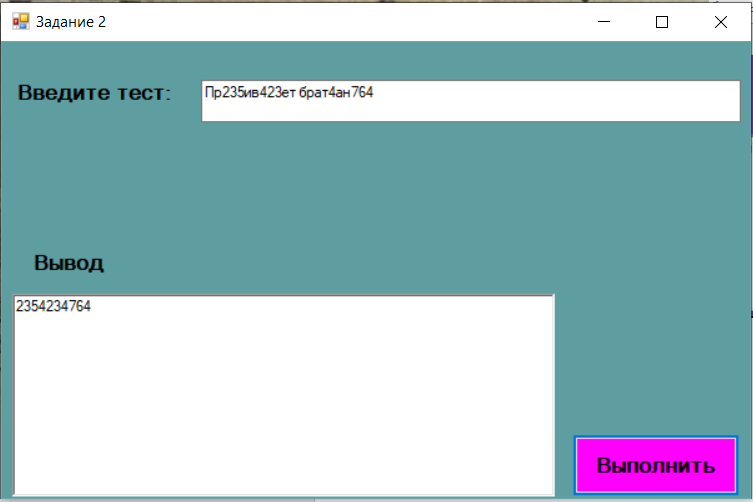 Задание 2
Введите тест:
Пр235ив423ет брат4ан764
Вывод
2354234764
Выполнить